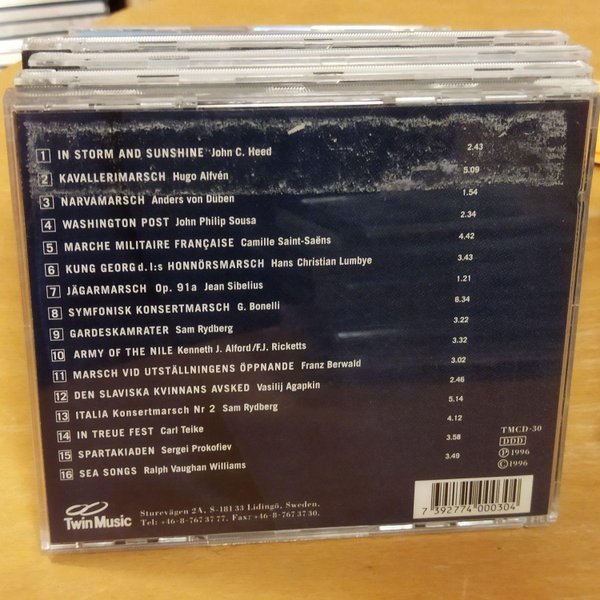 1 IN STORM AND SUNSHINE John C. Heed 2.43
2 KAVALLERIMARSCH Hugo Alfvén 5.09
3 NARVAMARSCH Anders von Düben 1.54
4 WASHINGTON POST John Philip Sousa 2.34
5 MARCHE MILITAIRE FRANÇAISE Camille Saint-Saëns 4.42
6 KUNG GEORG d.I:s HONNÖRSMARSCH Hans Christian Lumbye 3.43
7 JÄGARMARSCH Op. 91a Jean Sibelius 1.21
8 SYMFONISK KONSERTMARSCH G. Bonelli 6.34
9 GARDESKAMRATER Sam Rydberg 3.22
10 ARMY OF THE NILE Kenneth J. Alford/F.J. Ricketts 3.32
11 MARSCH VID UTSTÄLLNINGENS ÖPPNANDE Franz Berwald 3.02
12 DEN SLAVISKA KVINNANS AVSKED Vasilij Agapkin 2.46
13 ITALIA Konsertmarsch Nr 2 Sam Rydberg 5.14
14 IN TREUE FEST Carl Teike 4.12
15 SPARTAKIADEN Sergei Prokofiev 3.58
16 SEA SONGS Ralph Vaughan Williams 3.49
TMCD-30
DDD
Ⓟ1996
©1996
Twin Music
Sturevägen 2A, S-181 33 Lidingö, Sweden.
Tel: +46-8-767 37 77. Fax: +46-8-767 37 30.
7 392774 000304